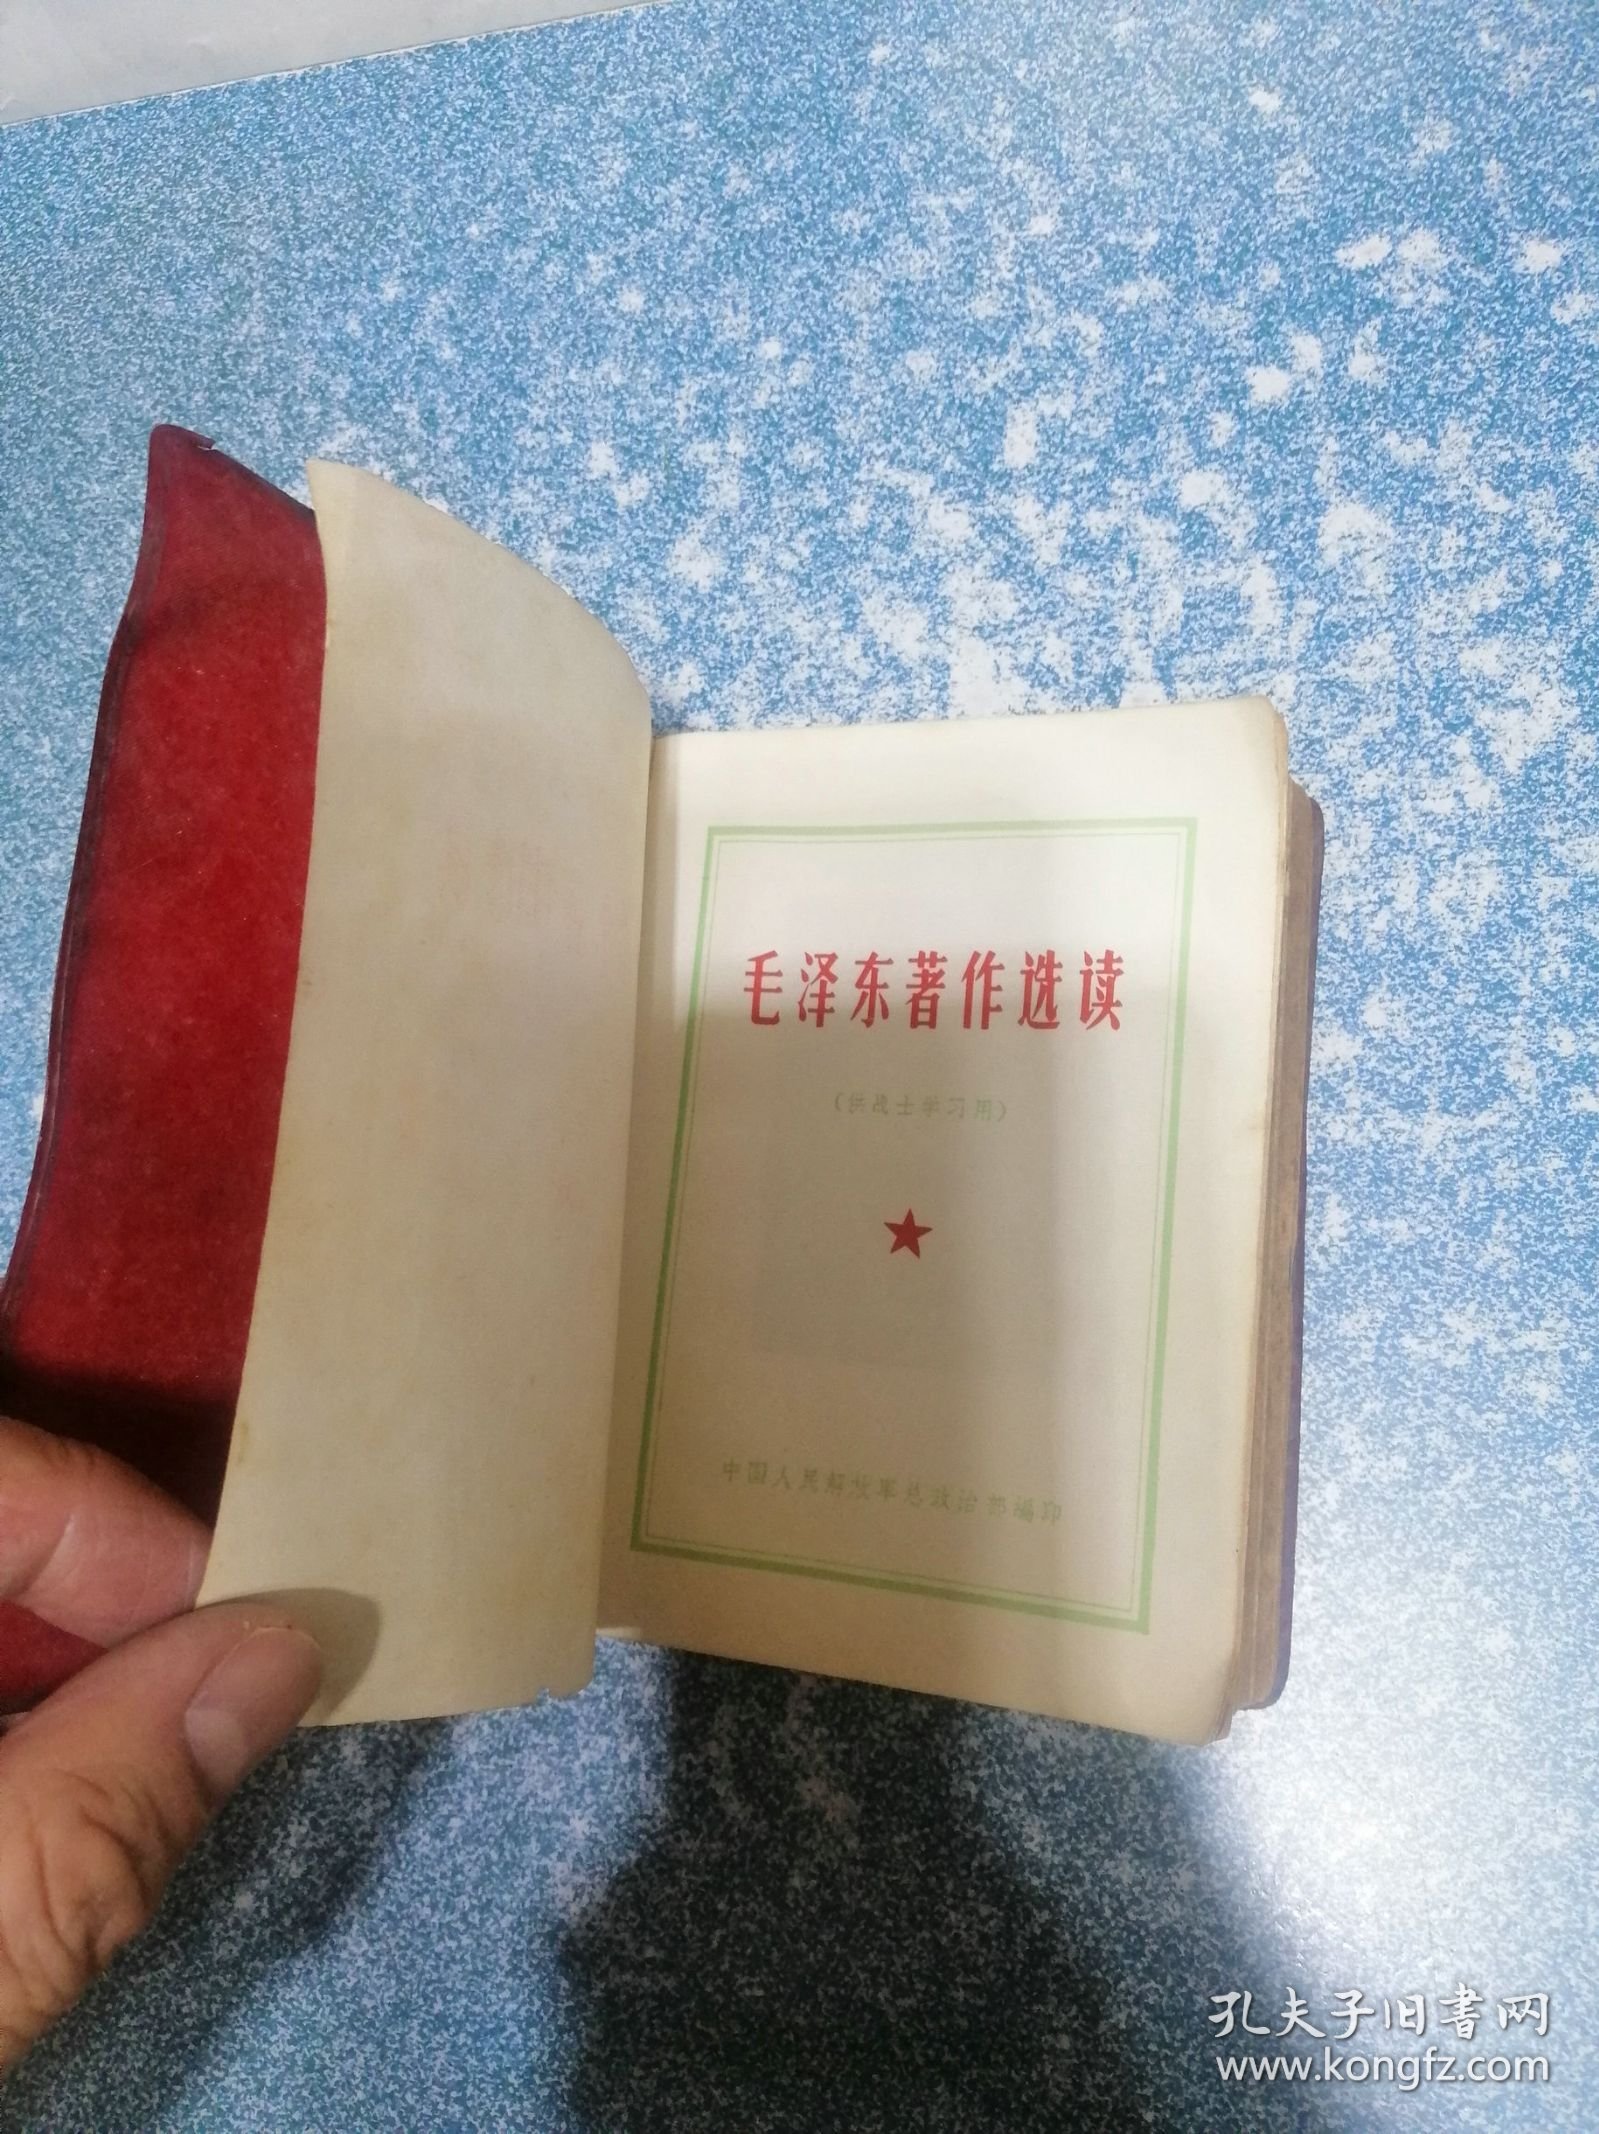 毛泽东著作选读
(供战士学习用)
中国人民解放军总政治部编印
孔夫子旧書网
www.kongfz.com